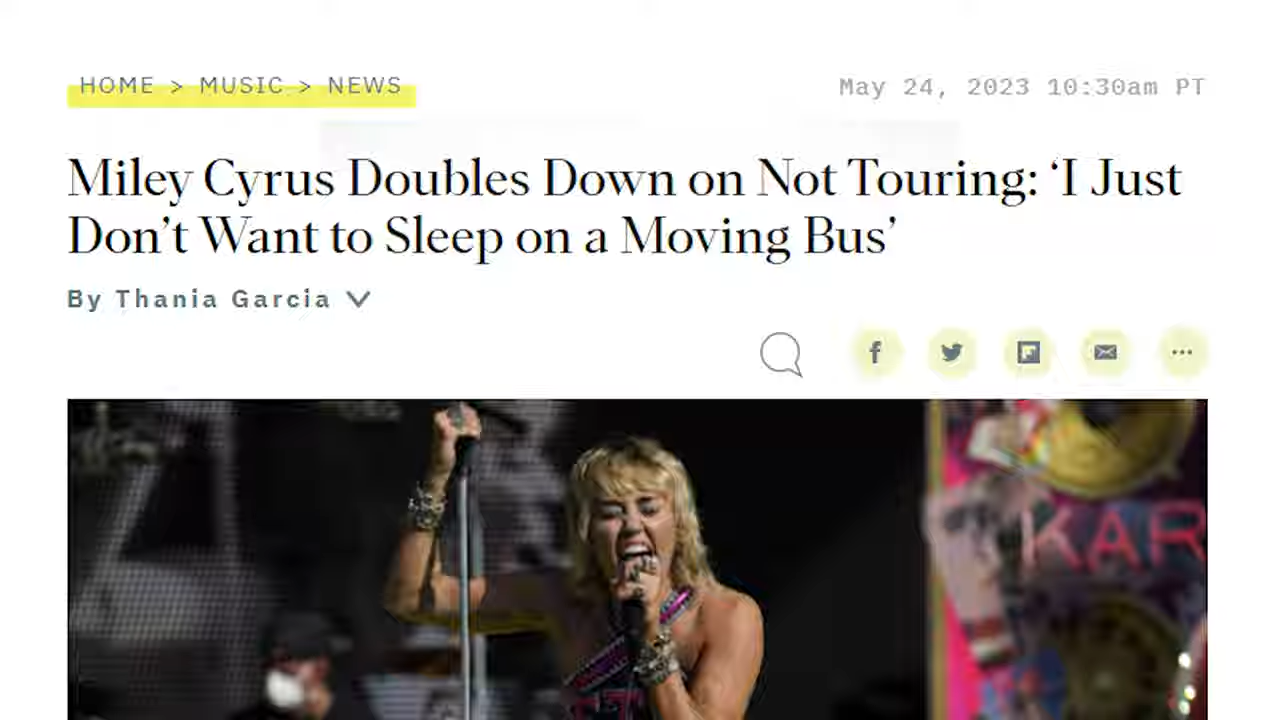 HOME > MUSIC > NEWS
May 24, 2023 10:30am PT
Miley Cyrus Doubles Down on Not Touring: ‘I Just
Don’t Want to Sleep on a Moving Bus’
By Thania Garcia
KAR